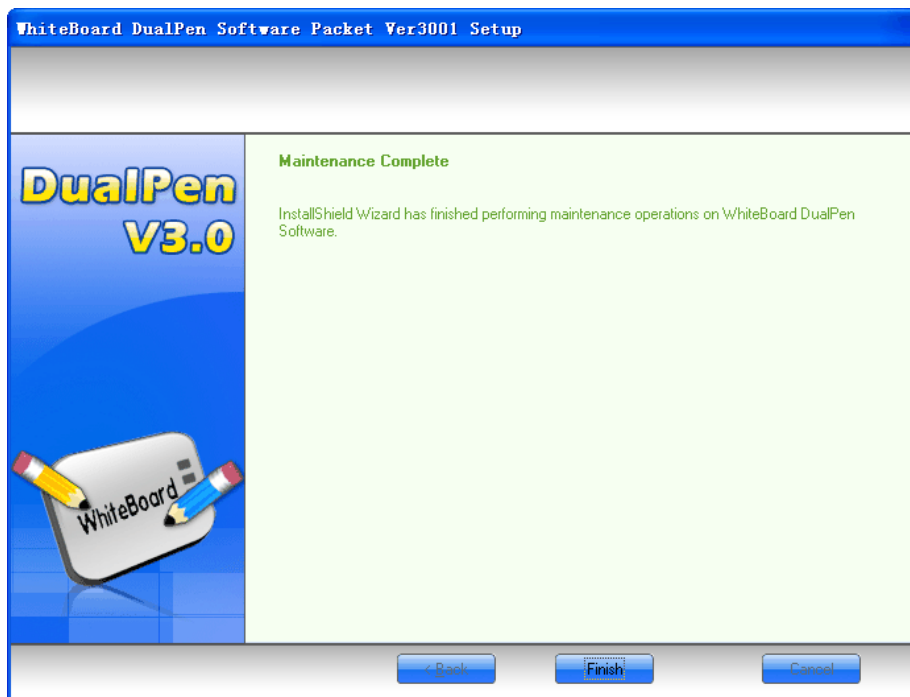 WhiteBoard DualPen Software Packet Ver3001 Setup
DualPen
V3.0
Maintenance Complete
InstallShield Wizard has finished performing maintenance operations on WhiteBoard DualPen
Software.
WhiteBoard
< Back
Finish
Cancel